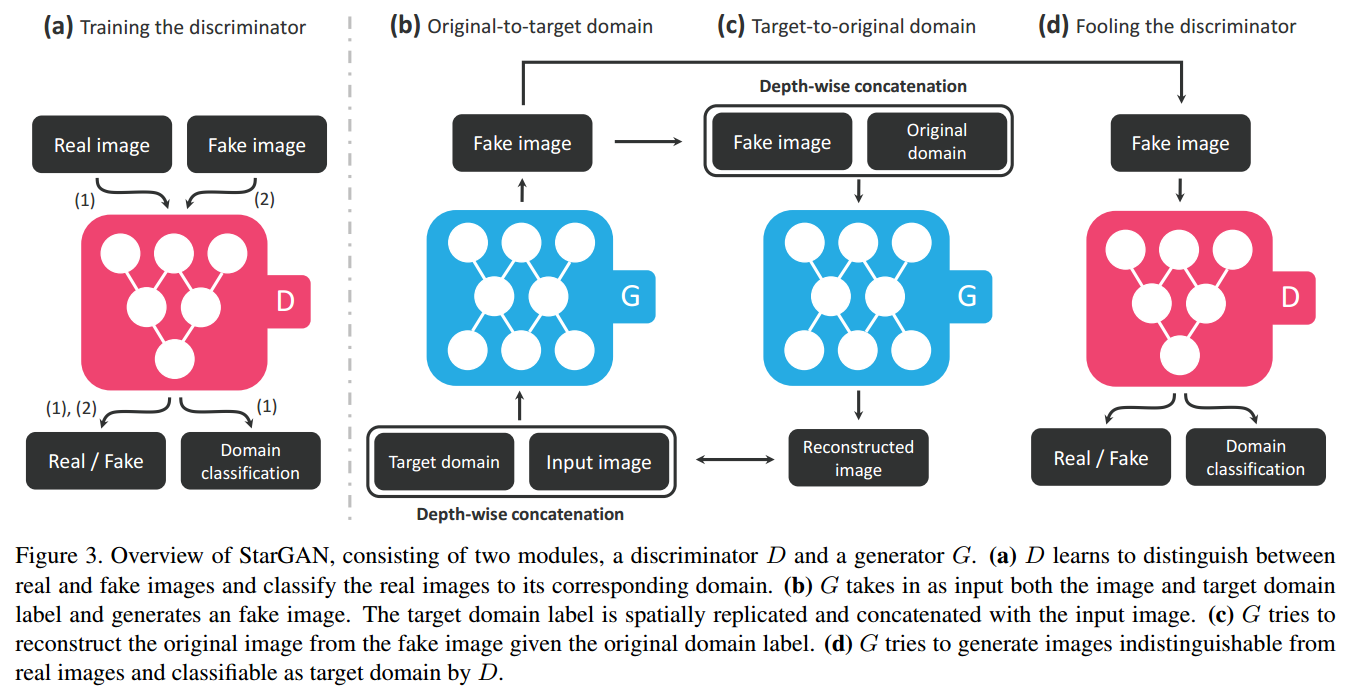 (a) Training the discriminator
(b) Original-to-target domain
(c) Target-to-original domain
(d) Fooling the discriminator
Real image
Fake image
(1)
(2)
D
(1), (2)
(1)
Real / Fake
Domain
classification
Fake image
G
Target domain
Input image
Depth-wise concatenation
Depth-wise concatenation
Fake image
Original
domain
G
Reconstructed
image
Fake image
D
Real / Fake
Domain
classification
Figure 3. Overview of StarGAN, consisting of two modules, a discriminator D and a generator G. (a) D learns to distinguish between
real and fake images and classify the real images to its corresponding domain. (b) G takes in as input both the image and target domain
label and generates an fake image. The target domain label is spatially replicated and concatenated with the input image. (c) G tries to
reconstruct the original image from the fake image given the original domain label. (d) G tries to generate images indistinguishable from
real images and classifiable as target domain by D.